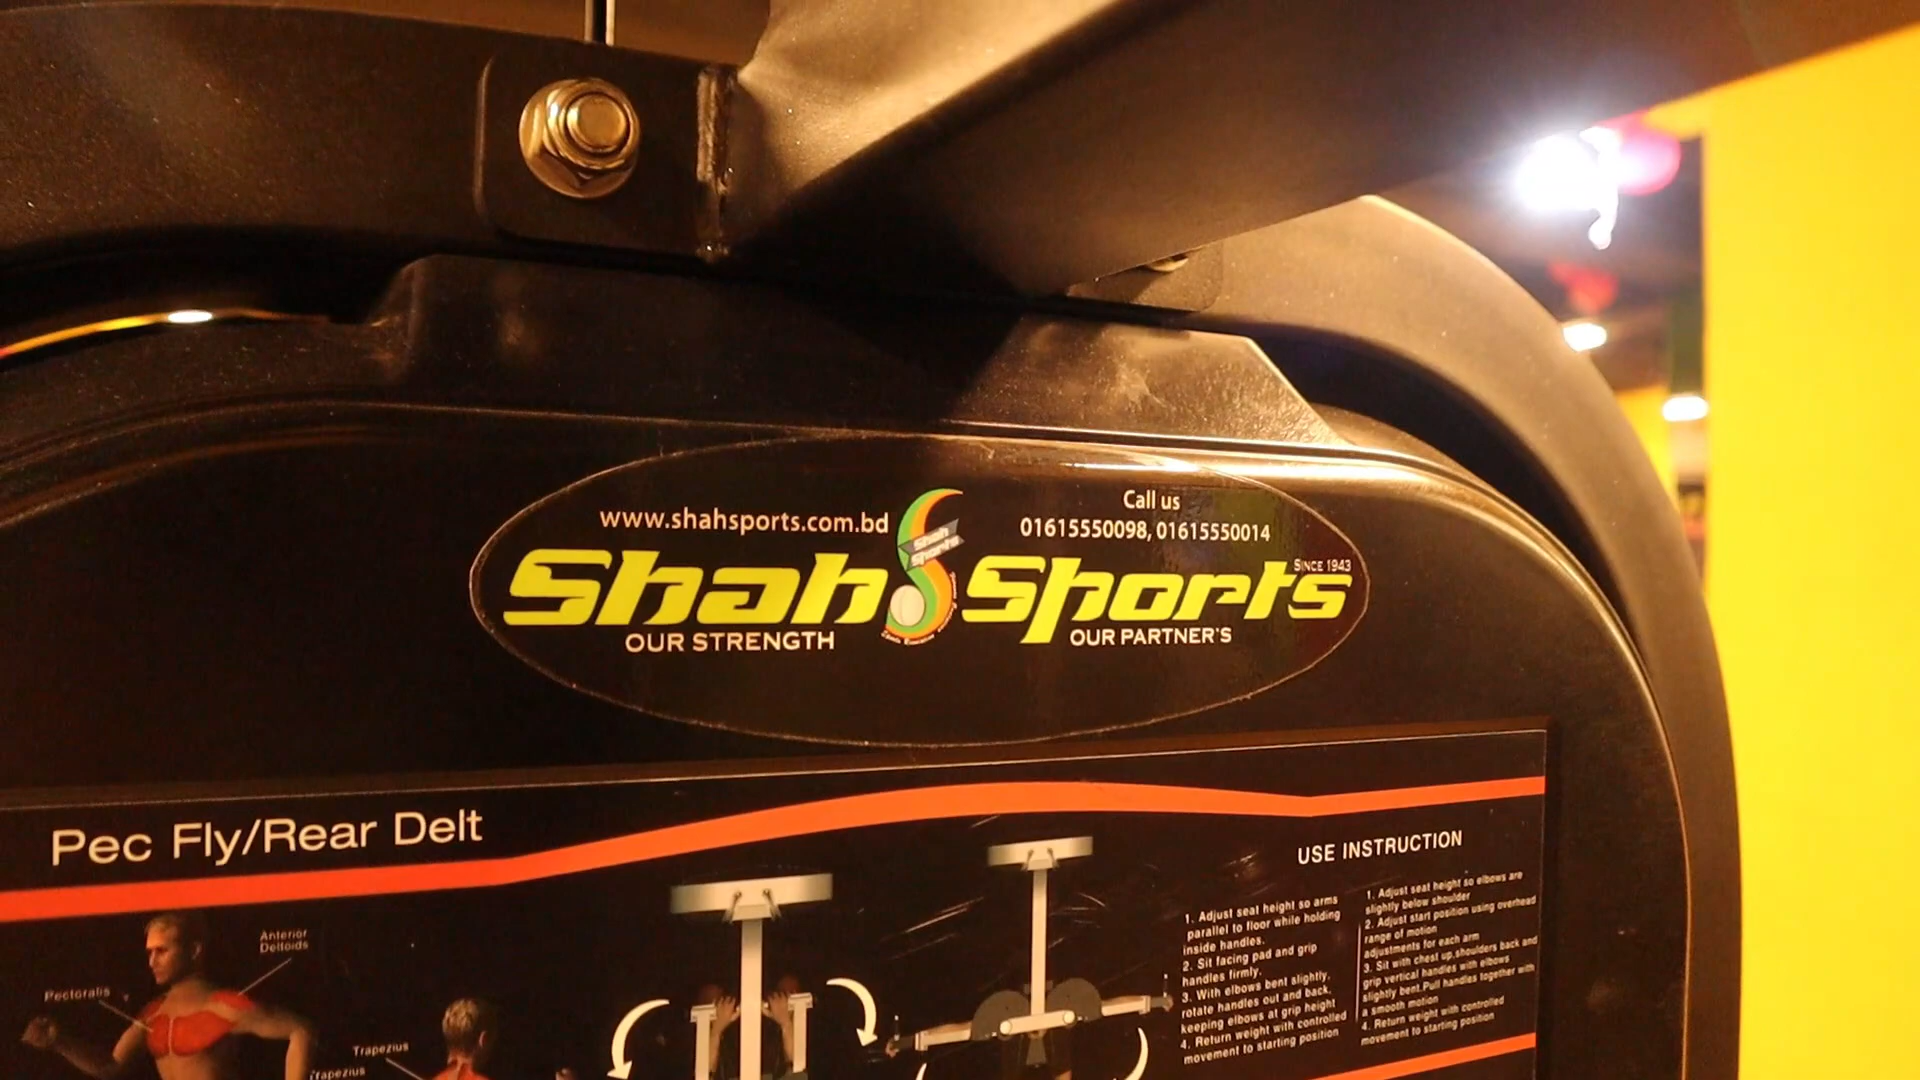 www.shahsports.com.bd
Call us
01615550098, 01615550014
Shah Sports
Shah Sports
SINCE 1943
OUR STRENGTH
OUR PARTNER'S
Pec Fly/Rear Delt
USE INSTRUCTION
Anterior
Deltoids
Pectoralis
Trapezius
Trapezius
1. Adjust seat height so arms
parallel to floor while holding
inside handles.
2. Sit facing pad and grip
handles firmly.
3. With elbows bent slightly,
rotate handles out and back,
keeping elbows at grip height
4. Return weight with controlled
movement to starting position
1. Adjust seat height so elbows are
slightly below shoulder
2. Adjust start position using overhead
range of motion
adjustments for each arm
3. Sit with chest up,shoulders back and
grip vertical handles with elbows
slightly bent.Pull handles together with
a smooth motion
4. Return weight with controlled
movement to starting position